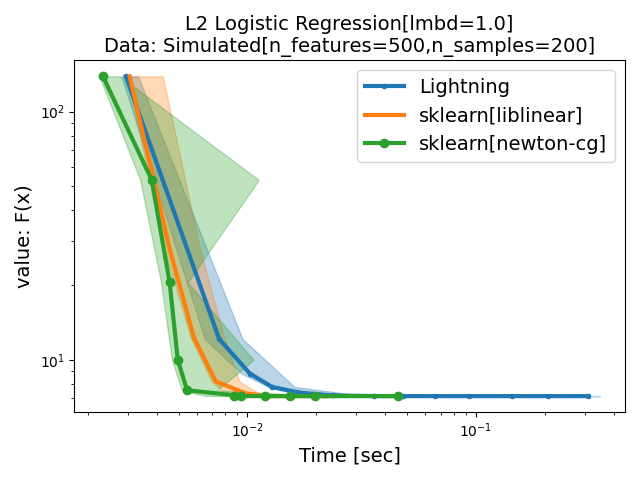 L2 Logistic Regression[lmbd=1.0]
Data: Simulated[n_features=500,n_samples=200]
value: F(x)
10²
10¹
Lightning
sklearn[liblinear]
sklearn[newton-cg]
10⁻²
10⁻¹
Time [sec]